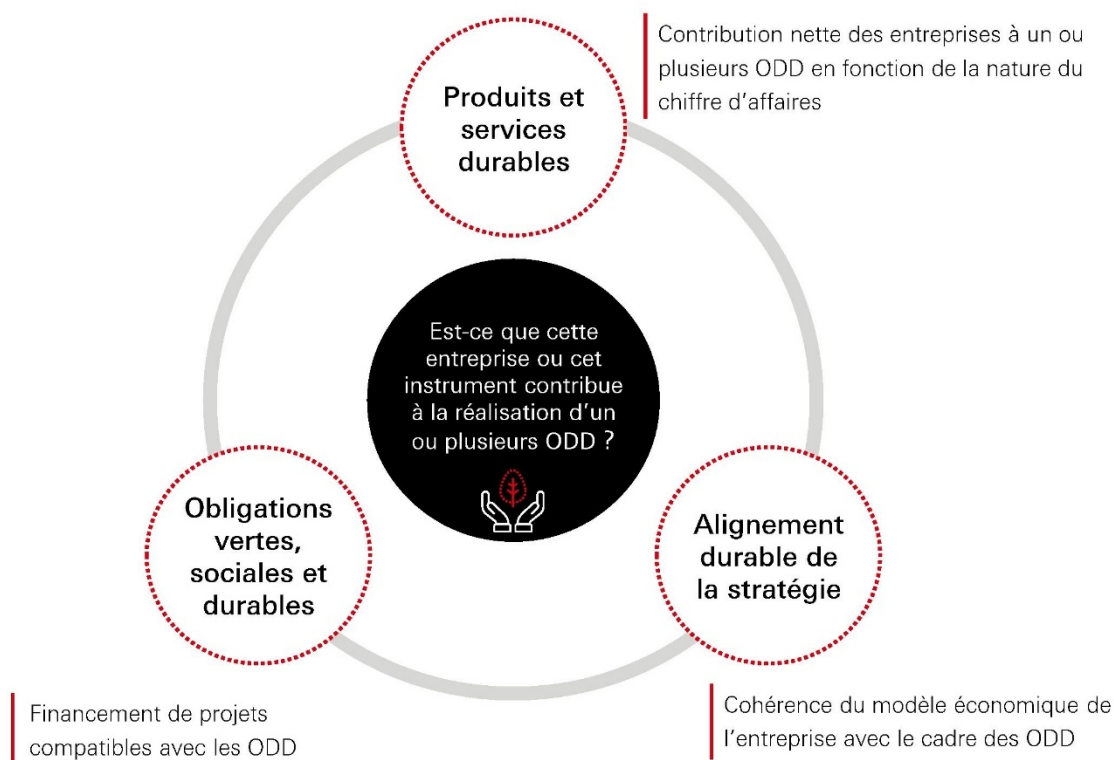 Contribution nette des entreprises à un ou
plusieurs ODD en fonction de la nature du
chiffre d'affaires
Produits et
services
durables
Est-ce que cette
entreprise ou cet
instrument contribue
à la réalisation d'un
ou plusieurs ODD ?
Obligations
vertes,
sociales et
durables
Alignement
durable de
la stratégie
Financement de projets
compatibles avec les ODD
Cohérence du modèle économique de
l'entreprise avec le cadre des ODD